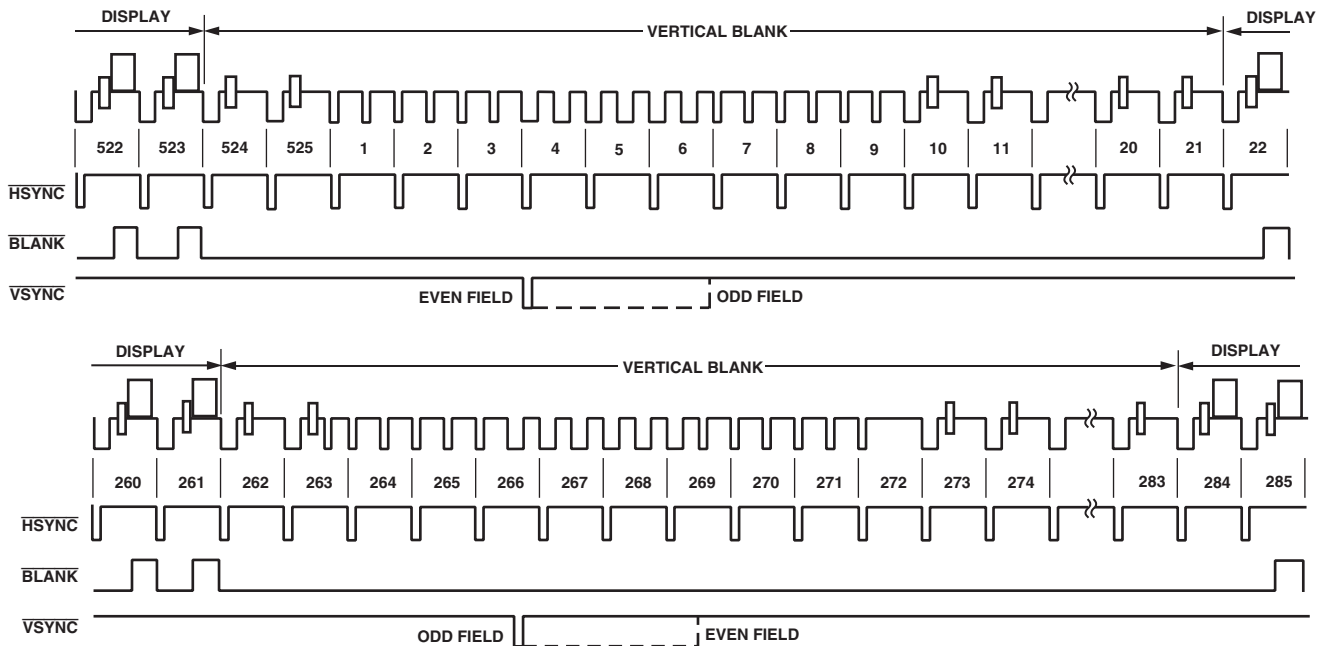 DISPLAY VERTICAL BLANK DISPLAY
522 523 524 525 1 2 3 4 5 6 7 8 9 10 11 20 21 22
HSYNC
BLANK
VSYNC EVEN FIELD ODD FIELD
DISPLAY VERTICAL BLANK DISPLAY
260 261 262 263 264 265 266 267 268 269 270 271 272 273 274 283 284 285
HSYNC
BLANK
VSYNC ODD FIELD EVEN FIELD